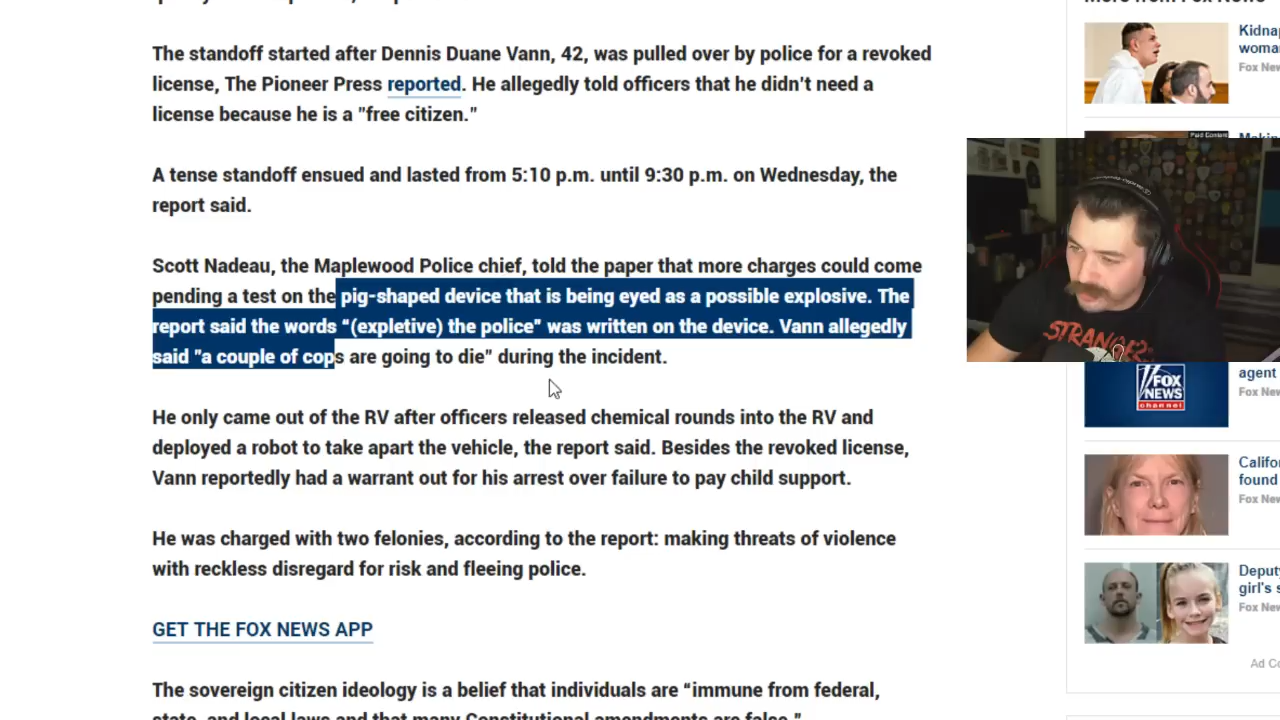 The standoff started after Dennis Duane Vann, 42, was pulled over by police for a revoked
license, The Pioneer Press reported. He allegedly told officers that he didn't need a
license because he is a "free citizen."
A tense standoff ensued and lasted from 5:10 p.m. until 9:30 p.m. on Wednesday, the
report said.
Scott Nadeau, the Maplewood Police chief, told the paper that more charges could come
pending a test on the pig-shaped device that is being eyed as a possible explosive. The
report said the words “(expletive) the police” was written on the device. Vann allegedly
said "a couple of cops are going to die” during the incident.
He only came out of the RV after officers released chemical rounds into the RV and
deployed a robot to take apart the vehicle, the report said. Besides the revoked license,
Vann reportedly had a warrant out for his arrest over failure to pay child support.
He was charged with two felonies, according to the report: making threats of violence
with reckless disregard for risk and fleeing police.
GET THE FOX NEWS APP
The sovereign citizen ideology is a belief that individuals are “immune from federal,
state, and local laws and that many Constitutional amendments are false.”
More from Fox News
Kidnap
woma
Fox New
Paid Content
Makin
STRANGE
FOX
NEWS
channel
agent
Fox New
Califor
found
Fox New
Deputy
girl's s
Fox New
Ad Co